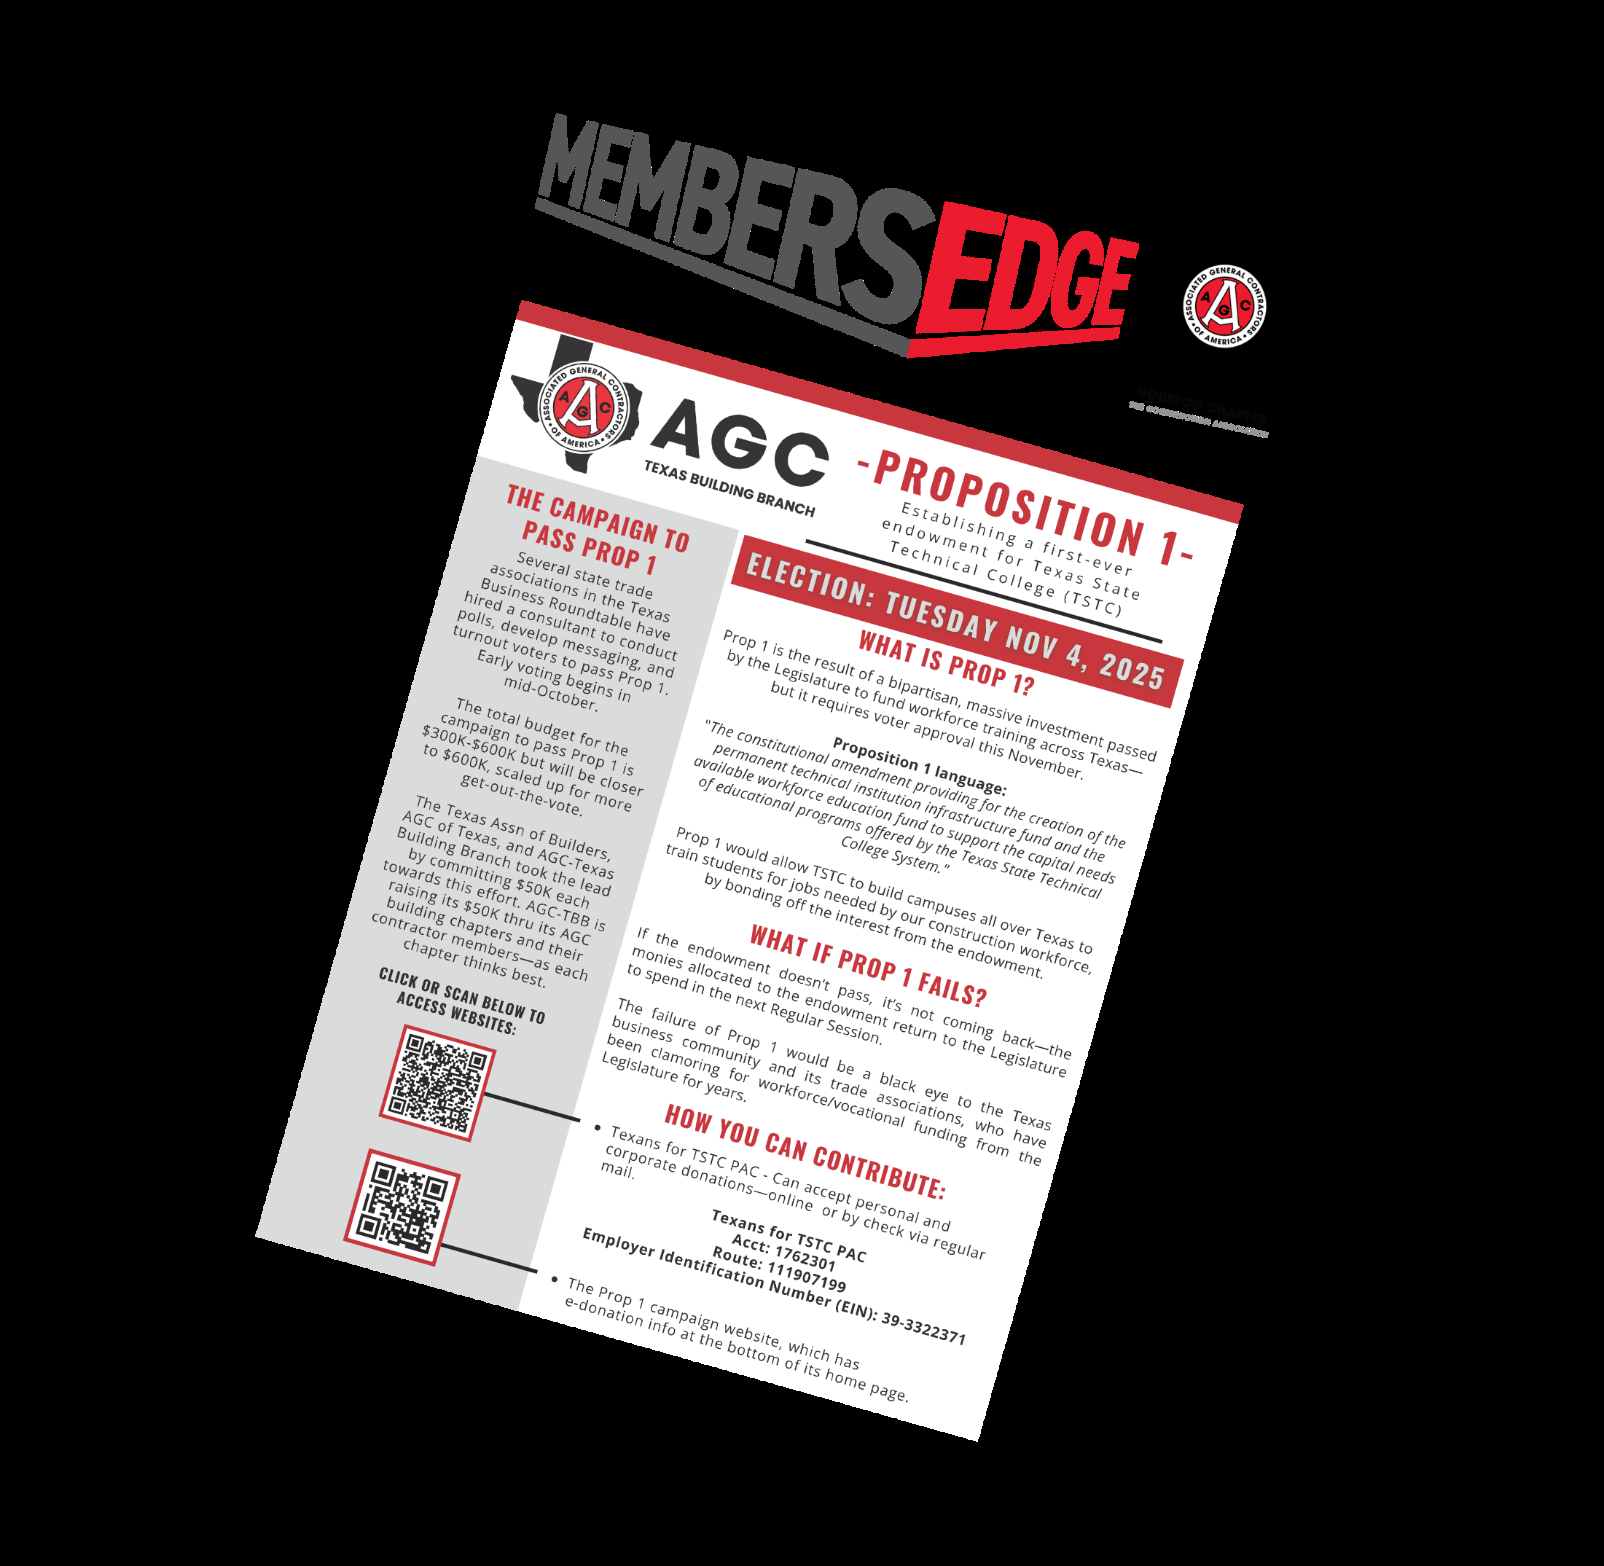 MEMBERSEDGE
ASSOCIATED GENERAL CONTRACTORS
OF AMERICA
AGC
HOUSTON CHAPTER
THE CONSTRUCTION ASSOCIATION
ASSOCIATED GENERAL CONTRACTORS
OF AMERICA
AGC
AGC
TEXAS BUILDING BRANCH
-PROPOSITION 1-
Establishing a first-ever
endowment for Texas State
Technical College (TSTC)
THE CAMPAIGN TO
PASS PROP 1
Several state trade
associations in the Texas
Business Roundtable have
hired a consultant to conduct
polls, develop messaging, and
turnout voters to pass Prop 1.
Early voting begins in
mid-October.
The total budget for the
campaign to pass Prop 1 is
$300K-$600K but will be closer
to $600K, scaled up for more
get-out-the-vote.
The Texas Assn of Builders,
AGC of Texas, and AGC-Texas
Building Branch took the lead
by committing $50K each
towards this effort. AGC-TBB is
raising its $50K thru its AGC
building chapters and their
contractor members—as each
chapter thinks best.
CLICK OR SCAN BELOW TO
ACCESS WEBSITES:
ELECTION: TUESDAY NOV 4, 2025
WHAT IS PROP 1?
Prop 1 is the result of a bipartisan, massive investment passed
by the Legislature to fund workforce training across Texas—
but it requires voter approval this November.
Proposition 1 language:
"The constitutional amendment providing for the creation of the
permanent technical institution infrastructure fund and the
available workforce education fund to support the capital needs
of educational programs offered by the Texas State Technical
College System."
Prop 1 would allow TSTC to build campuses all over Texas to
train students for jobs needed by our construction workforce,
by bonding off the interest from the endowment.
WHAT IF PROP 1 FAILS?
If the endowment doesn't pass, it's not coming back—the
monies allocated to the endowment return to the Legislature
to spend in the next Regular Session.
The failure of Prop 1 would be a black eye to the Texas
business community and its trade associations, who have
been clamoring for workforce/vocational funding from the
Legislature for years.
HOW YOU CAN CONTRIBUTE:
• Texans for TSTC PAC - Can accept personal and
corporate donations—online or by check via regular
mail.
Texans for TSTC PAC
Acct: 1762301
Route: 111907199
Employer Identification Number (EIN): 39-3322371
• The Prop 1 campaign website, which has
e-donation info at the bottom of its home page.